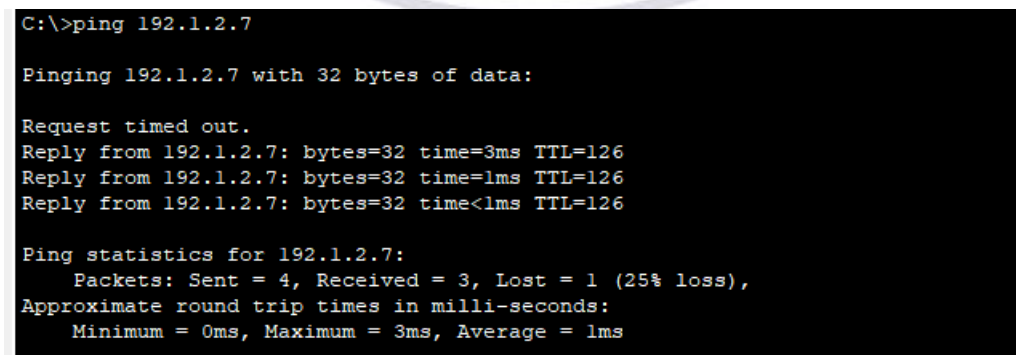 C:\>ping 192.1.2.7
Pinging 192.1.2.7 with 32 bytes of data:
Request timed out.
Reply from 192.1.2.7: bytes=32 time=3ms TTL=126
Reply from 192.1.2.7: bytes=32 time=1ms TTL=126
Reply from 192.1.2.7: bytes=32 time<1ms TTL=126
Ping statistics for 192.1.2.7:
    Packets: Sent = 4, Received = 3, Lost = 1 (25% loss),
Approximate round trip times in milli-seconds:
    Minimum = 0ms, Maximum = 3ms, Average = 1ms